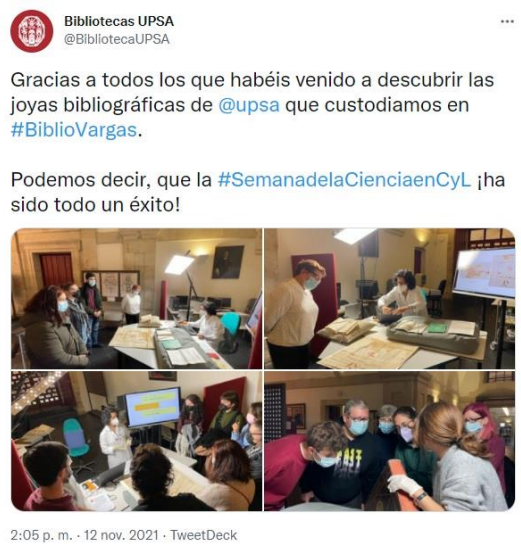 Bibliotecas UPSA
@BibliotecaUPSA
Gracias a todos los que habéis venido a descubrir las
joyas bibliográficas de @upsa que custodiamos en
#BiblioVargas.
Podemos decir, que la #SemanadelaCienciaenCyL ¡ha
sido todo un éxito!
2:05 p. m. · 12 nov. 2021 · TweetDeck